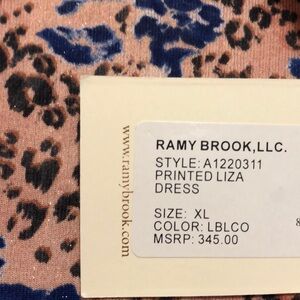 www.ramybrook.com
RAMY BROOK,LLC.
STYLE: A1220311
PRINTED LIZA
DRESS
SIZE: XL
COLOR: LBLCO
MSRP: 345.00